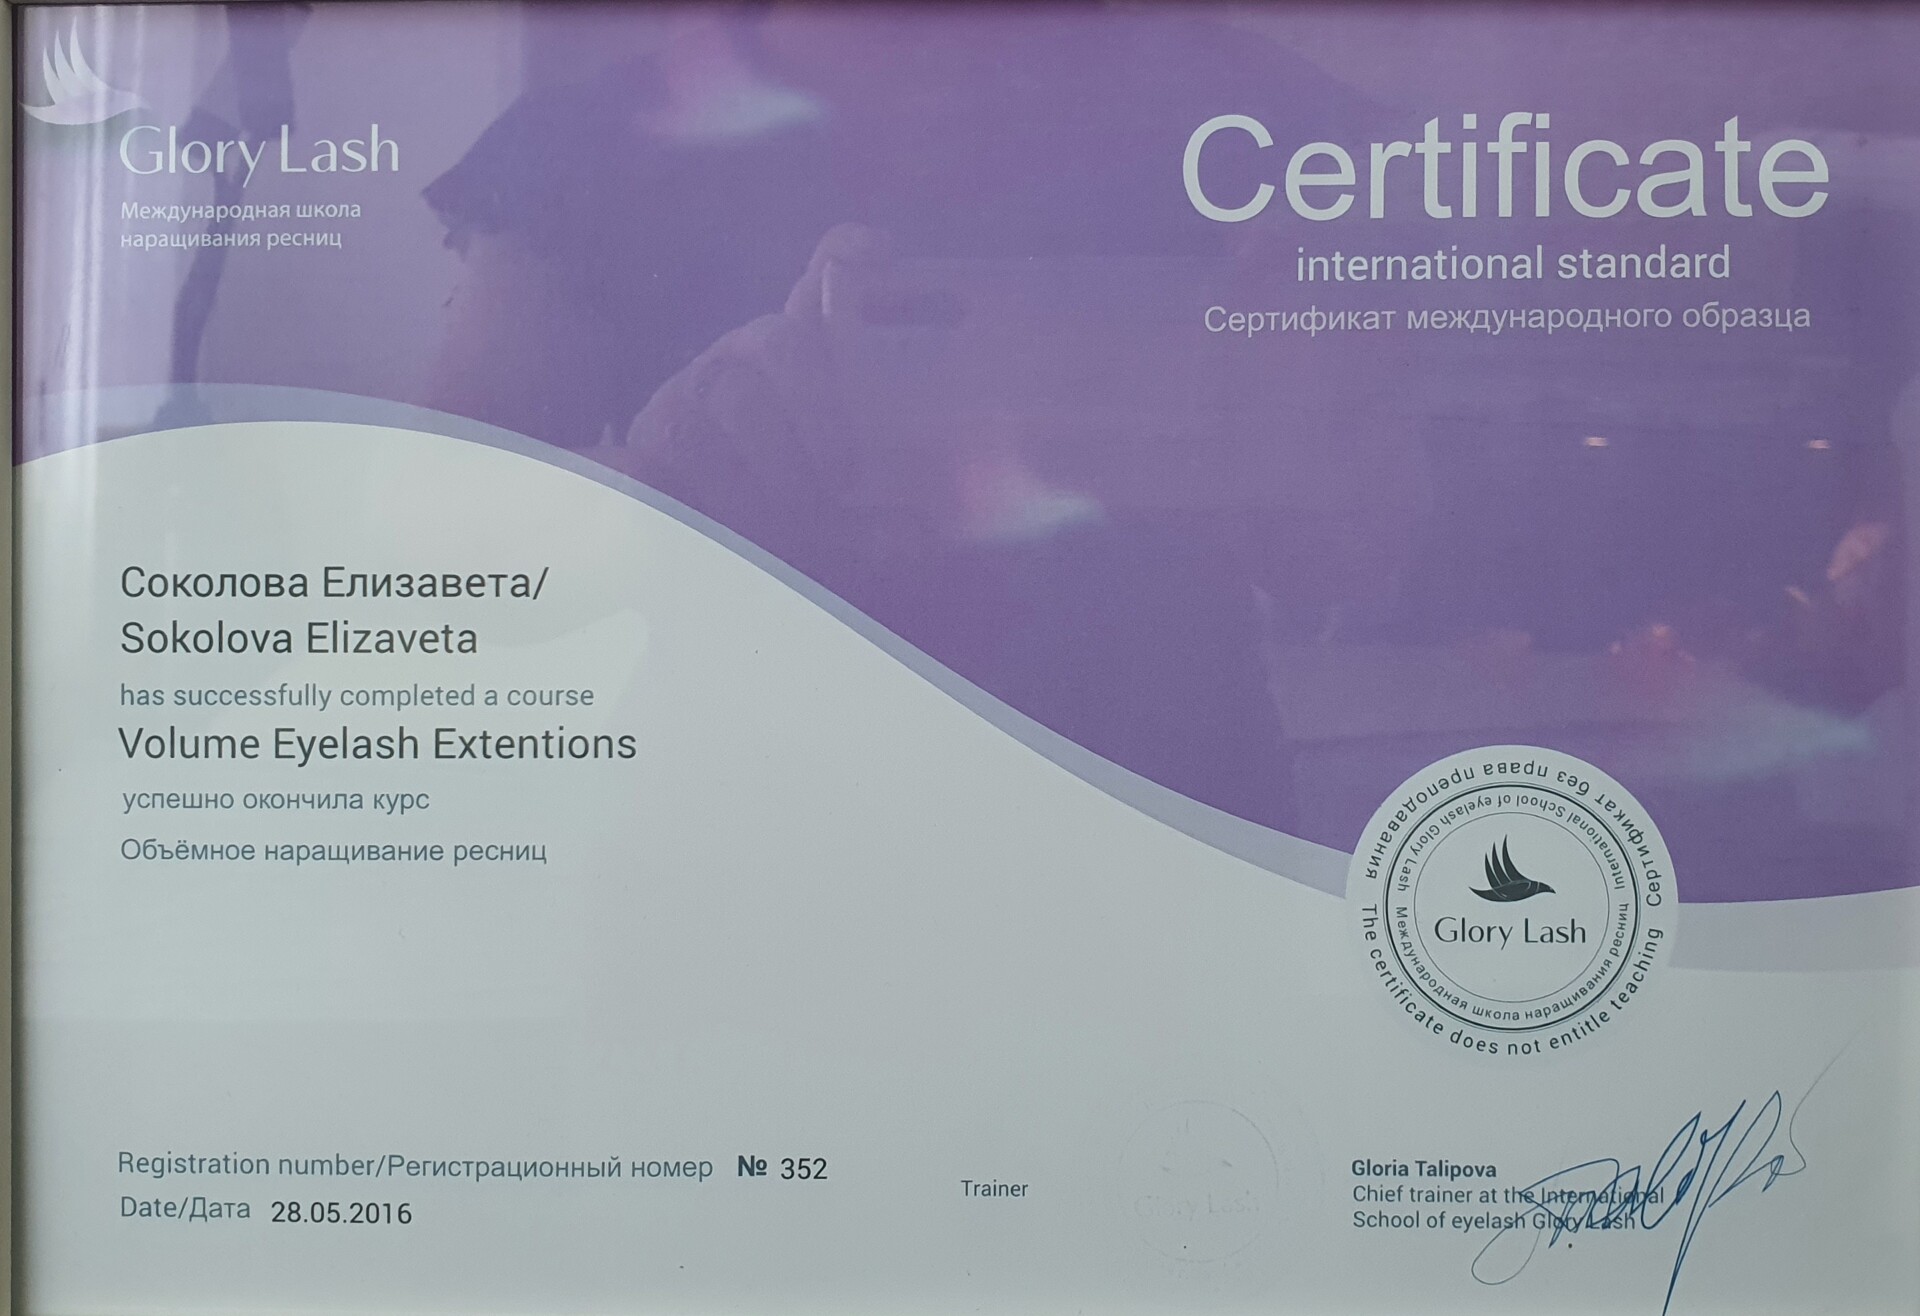 Glory Lash
Международная школа
наращивания ресниц
Certificate
international standard
Сертификат международного образца
Соколова Елизавета/
Sokolova Elizaveta
has successfully completed a course
Volume Eyelash Extentions
успешно окончила курс
Объёмное наращивание ресниц
Сертификат без права преподавания
The certificate does not entitle teaching
International School of eyelash Glory Lash
Международная школа наращивания ресниц
Glory Lash
Registration number/Регистрационный номер № 352
Date/Дата 28.05.2016
Trainer
Glory Lash
Gloria Talipova
Chief trainer at the International
School of eyelash Glory Lash